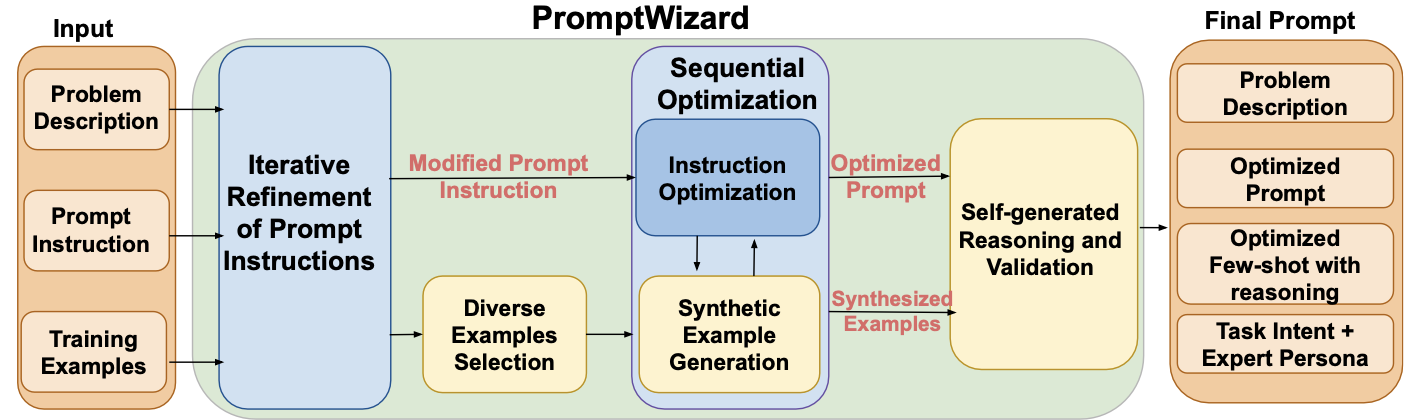 PromptWizard
Input
Problem
Description
Prompt
Instruction
Training
Examples
Iterative
Refinement
of Prompt
Instructions
Modified Prompt
Instruction
Diverse
Examples
Selection
Sequential
Optimization
Instruction
Optimization
Synthetic
Example
Generation
Optimized
Prompt
Synthesized
Examples
Self-generated
Reasoning and
Validation
Final Prompt
Problem
Description
Optimized
Prompt
Optimized
Few-shot with
reasoning
Task Intent +
Expert Persona